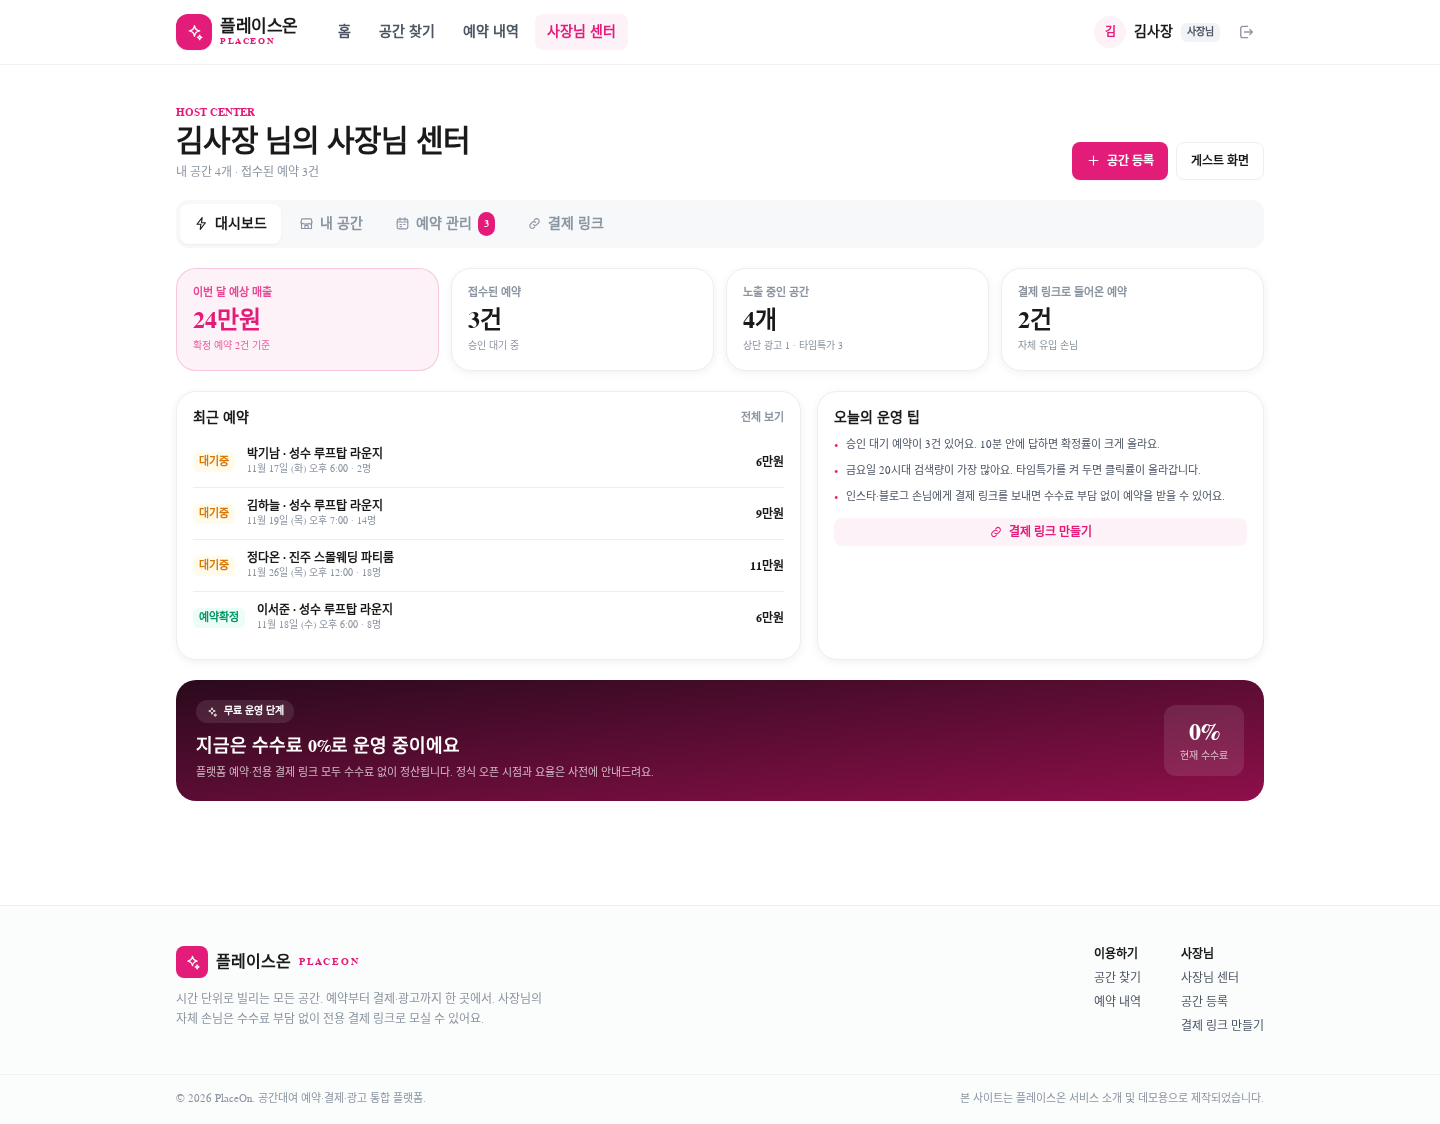 플레이스온
PLACEON
홈
공간 찾기
예약 내역
사장님 센터
김
김사장
사장님
HOST CENTER
김사장 님의 사장님 센터
내 공간 4개 · 접수된 예약 3건
공간 등록
게스트 화면
대시보드
내 공간
예약 관리
3
결제 링크
이번 달 예상 매출
24만원
확정 예약 2건 기준
접수된 예약
3건
승인 대기 중
노출 중인 공간
4개
상단 광고 1 · 타임특가 3
결제 링크로 들어온 예약
2건
자체 유입 손님
최근 예약
전체 보기
대기중
박기남 · 성수 루프탑 라운지
11월 17일 (화) 오후 6:00 · 2명
6만원
대기중
김하늘 · 성수 루프탑 라운지
11월 19일 (목) 오후 7:00 · 14명
9만원
대기중
정다온 · 진주 스몰웨딩 파티룸
11월 26일 (목) 오후 12:00 · 18명
11만원
예약확정
이서준 · 성수 루프탑 라운지
11월 18일 (수) 오후 6:00 · 8명
6만원
오늘의 운영 팁
• 승인 대기 예약이 3건 있어요. 10분 안에 답하면 확정률이 크게 올라요.
• 금요일 20시대 검색량이 가장 많아요. 타임특가를 켜 두면 클릭률이 올라갑니다.
• 인스타·블로그 손님에게 결제 링크를 보내면 수수료 부담 없이 예약을 받을 수 있어요.
결제 링크 만들기
무료 운영 단계
지금은 수수료 0%로 운영 중이에요
플랫폼 예약·전용 결제 링크 모두 수수료 없이 정산됩니다. 정식 오픈 시점과 요율은 사전에 안내드려요.
0%
현재 수수료
플레이스온 PLACEON
시간 단위로 빌리는 모든 공간. 예약부터 결제·광고까지 한 곳에서. 사장님의
자체 손님은 수수료 부담 없이 전용 결제 링크로 모실 수 있어요.
이용하기
공간 찾기
예약 내역
사장님
사장님 센터
공간 등록
결제 링크 만들기
© 2026 PlaceOn. 공간대여 예약·결제·광고 통합 플랫폼.
본 사이트는 플레이스온 서비스 소개 및 데모용으로 제작되었습니다.